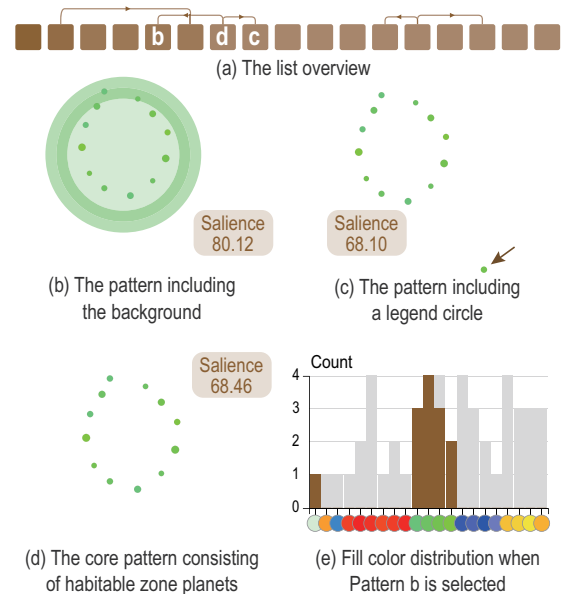 b d c
(a) The list overview
Salience
80.12
Salience
68.10
(b) The pattern including
the background
(c) The pattern including
a legend circle
Salience
68.46
Count
4
3
2
1
0
(d) The core pattern consisting
of habitable zone planets
(e) Fill color distribution when
Pattern b is selected